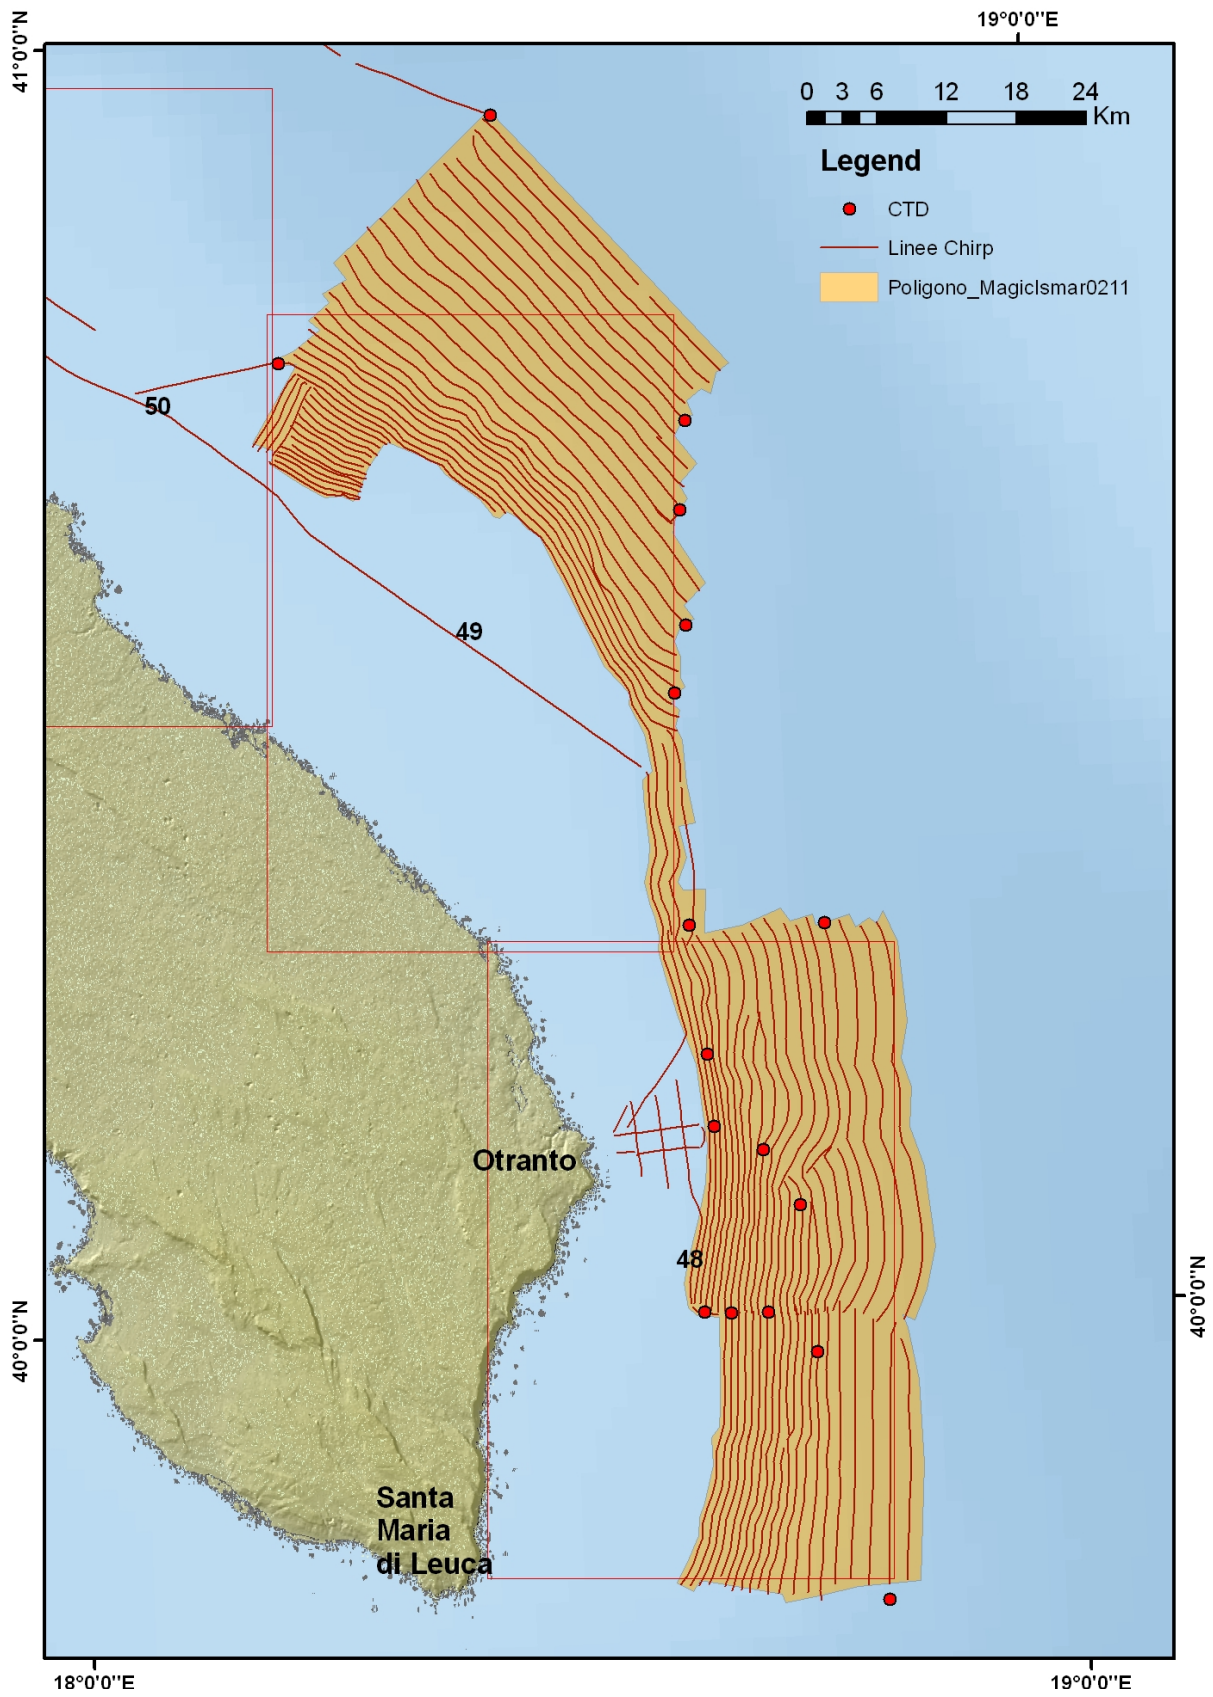 19°0'0"E
41°0'0"N
0 3 6 12 18 24
Km
Legend
CTD
Linee Chirp
Poligono_MagicIsmar0211
50
49
Otranto
48
40°0'0"N
40°0'0"N
Santa
Maria
di Leuca
18°0'0"E
19°0'0"E